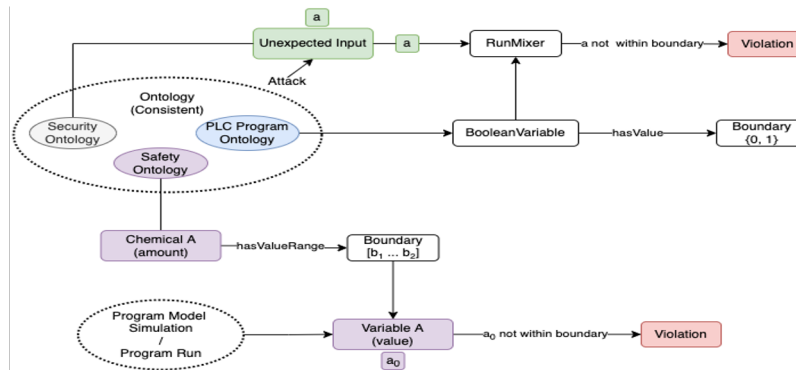 a
Unexpected Input
a
RunMixer
a not within boundary
Violation
Attack
Ontology
(Consistent)
Security
Ontology
PLC Program
Ontology
Safety
Ontology
BooleanVariable
hasValue
Boundary
{0, 1}
Chemical A
(amount)
hasValueRange
Boundary
[b₁ ... b₂]
Program Model
Simulation
/
Program Run
Variable A
(value)
a₀
a₀ not within boundary
Violation